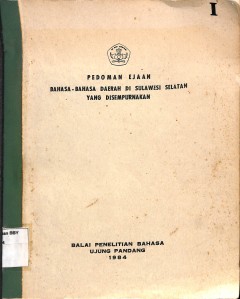 I
PEDOMAN EJAAN
BAHASA-BAHASA DAERAH DI SULAWESI SELATAN
YANG DISEMPURNAKAN
BALAI PENELITIAN BAHASA
UJUNG PANDANG
1984